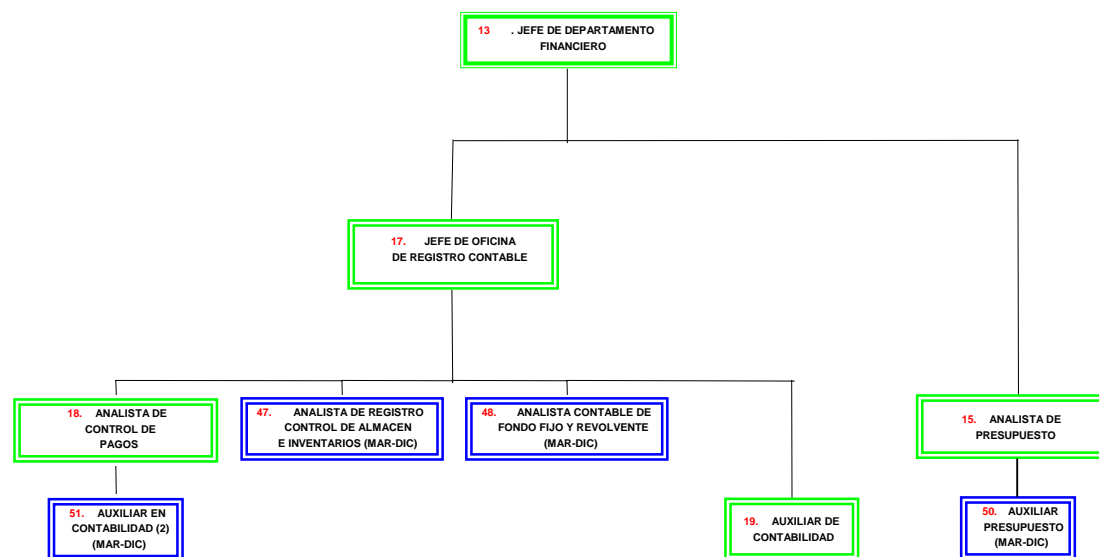 13 . JEFE DE DEPARTAMENTO
FINANCIERO
17. JEFE DE OFICINA
DE REGISTRO CONTABLE
18. ANALISTA DE
CONTROL DE
PAGOS
47. ANALISTA DE REGISTRO
CONTROL DE ALMACEN
E INVENTARIOS (MAR-DIC)
48. ANALISTA CONTABLE DE
FONDO FIJO Y REVOLVENTE
(MAR-DIC)
15. ANALISTA DE
PRESUPUESTO
51. AUXILIAR EN
CONTABILIDAD (2)
(MAR-DIC)
19. AUXILIAR DE
CONTABILIDAD
50. AUXILIAR
PRESUPUESTO
(MAR-DIC)